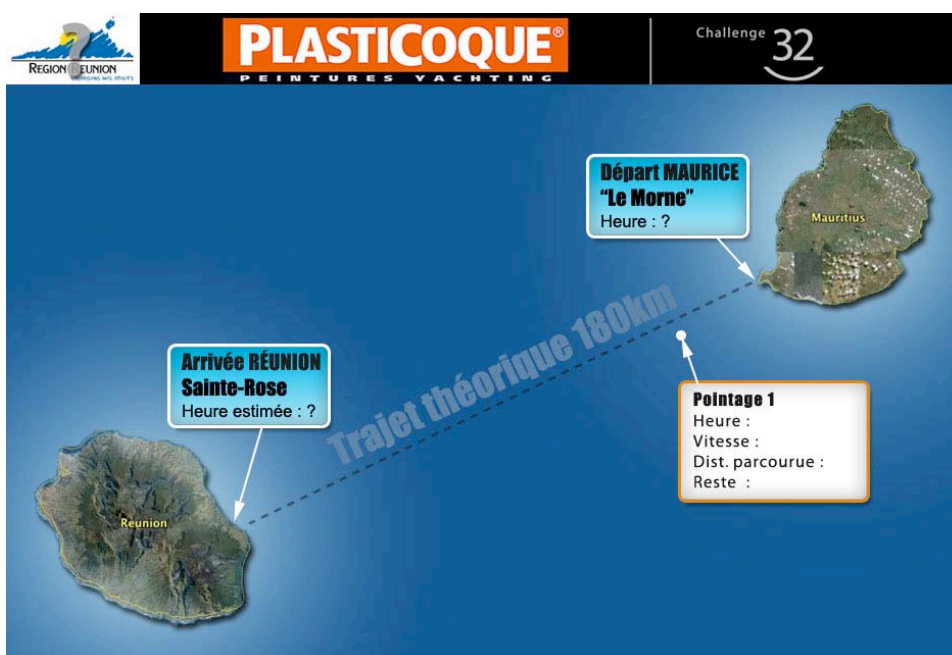 REGION REUNION
PLASTICOQUE®
PEINTURES YACHTING
Challenge 32
Départ MAURICE
“Le Morne”
Heure : ?
Mauritius
Trajet théorique 180km
Arrivée RÉUNION
Sainte-Rose
Heure estimée : ?
Pointage 1
Heure :
Vitesse :
Dist. parcourue :
Reste :
Réunion